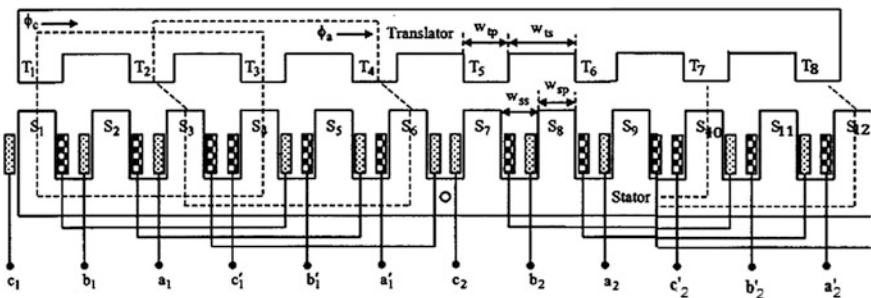 ϕc
ϕa
Translator
wtp
wts
T1
T2
T3
T4
T5
T6
T7
T8
wss
wsp
S1
S2
S3
S4
S5
S6
S7
S8
S9
S10
S11
S12
Stator
c1
b1
a1
c′1
b′1
a′1
c2
b2
a2
c′2
b′2
a′2